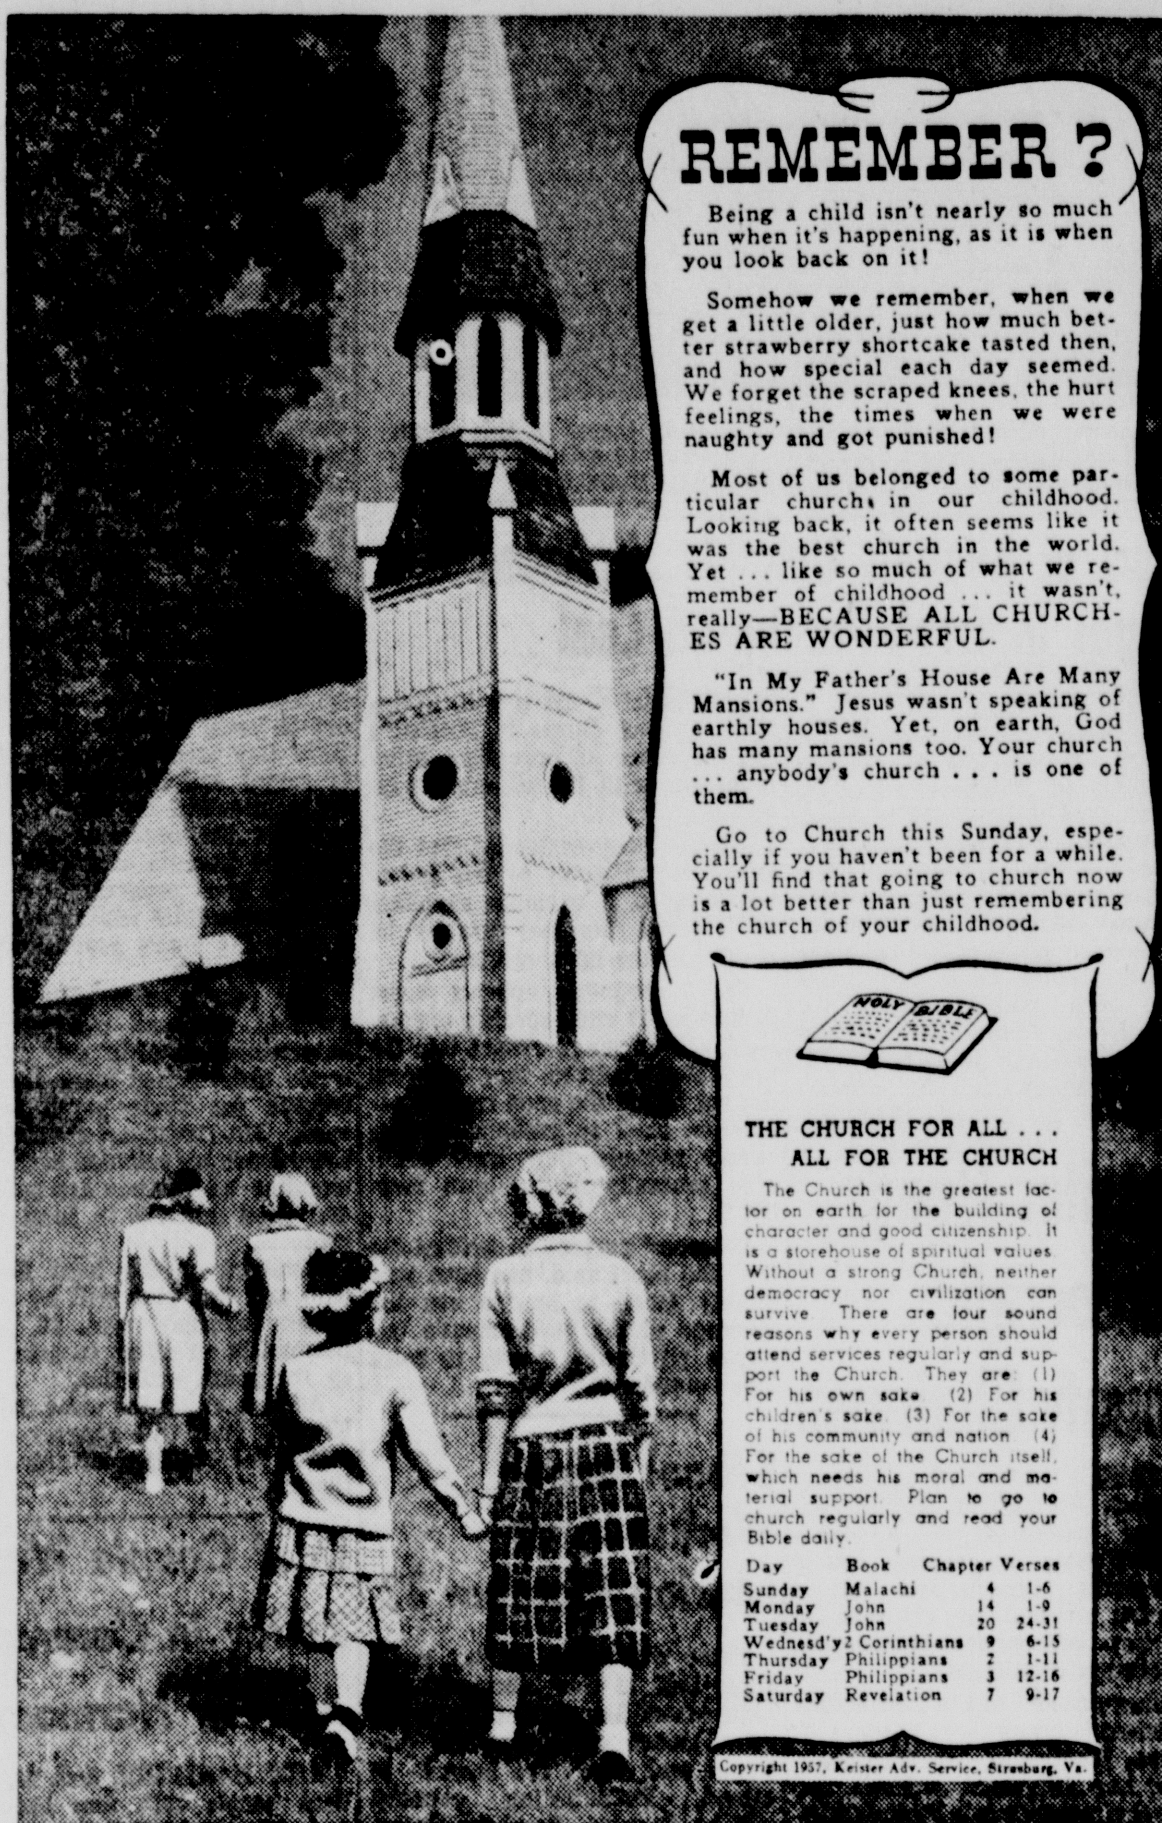 REMEMBER?
Being a child isn't nearly so much
fun when it's happening, as it is when
you look back on it!
Somehow we remember, when we
get a little older, just how much bet-
ter strawberry shortcake tasted then,
and how special each day seemed.
We forget the scraped knees, the hurt
feelings, the times when we were
naughty and got punished!
Most of us belonged to some par-
ticular church in our childhood.
Looking back, it often seems like it
was the best church in the world.
Yet ... like so much of what we re-
member of childhood ... it wasn't,
really—BECAUSE ALL CHURCH-
ES ARE WONDERFUL.
"In My Father's House Are Many
Mansions." Jesus wasn't speaking of
earthly houses. Yet, on earth, God
has many mansions too. Your church
... anybody's church . . . is one of
them.
Go to Church this Sunday, espe-
cially if you haven't been for a while.
You'll find that going to church now
is a lot better than just remembering
the church of your childhood.
HOLY BIBLE
THE CHURCH FOR ALL . . .
ALL FOR THE CHURCH
The Church is the greatest fac-
tor on earth for the building of
character and good citizenship. It
is a storehouse of spiritual values.
Without a strong Church, neither
democracy nor civilization can
survive. There are four sound
reasons why every person should
attend services regularly and sup-
port the Church. They are: (1)
For his own sake. (2) For his
children's sake. (3) For the sake
of his community and nation. (4)
For the sake of the Church itself,
which needs his moral and ma-
terial support. Plan to go to
church regularly and read your
Bible daily.
Day Book Chapter Verses
Sunday Malachi 4 1-6
Monday John 14 1-9
Tuesday John 20 24-31
Wednesd'y 2 Corinthians 9 6-15
Thursday Philippians 2 1-11
Friday Philippians 3 12-16
Saturday Revelation 7 9-17
Copyright 1957, Keister Adv. Service, Strasburg, Va.